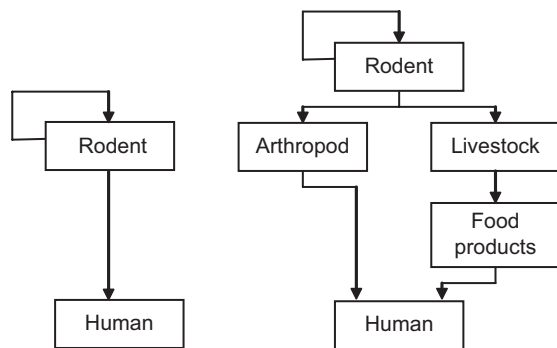 Rodent
Human
Rodent
Arthropod
Livestock
Food
products
Human